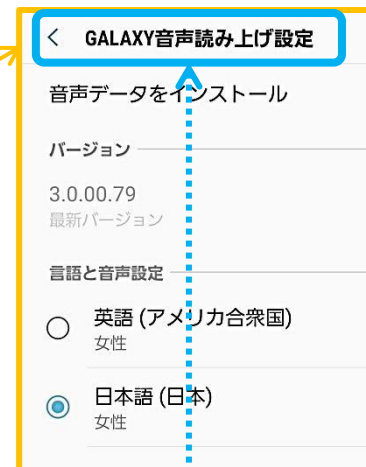 GALAXY音声読み上げ設定
音声データをインストール
バージョン
3.0.00.79
最新バージョン
言語と音声設定
英語 (アメリカ合衆国)
女性
日本語 (日本)
女性